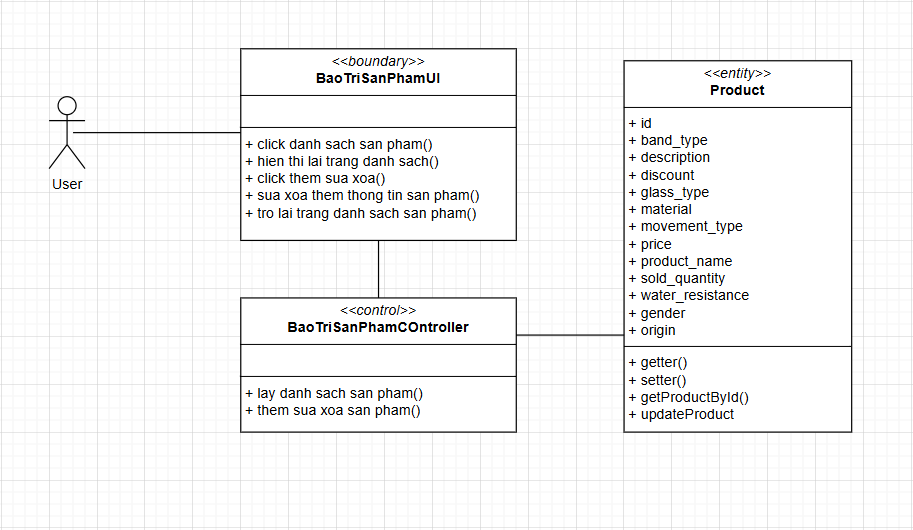 User
<<boundary>>
BaoTriSanPhamUI
+ click danh sach san pham()
+ hien thi lai trang danh sach()
+ click them sua xoa()
+ sua xoa them thong tin san pham()
+ tro lai trang danh sach san pham()
<<control>>
BaoTriSanPhamCOntroller
+ lay danh sach san pham()
+ them sua xoa san pham()
<<entity>>
Product
+ id
+ band_type
+ description
+ discount
+ glass_type
+ material
+ movement_type
+ price
+ product_name
+ sold_quantity
+ water_resistance
+ gender
+ origin
+ getter()
+ setter()
+ getProductById()
+ updateProduct